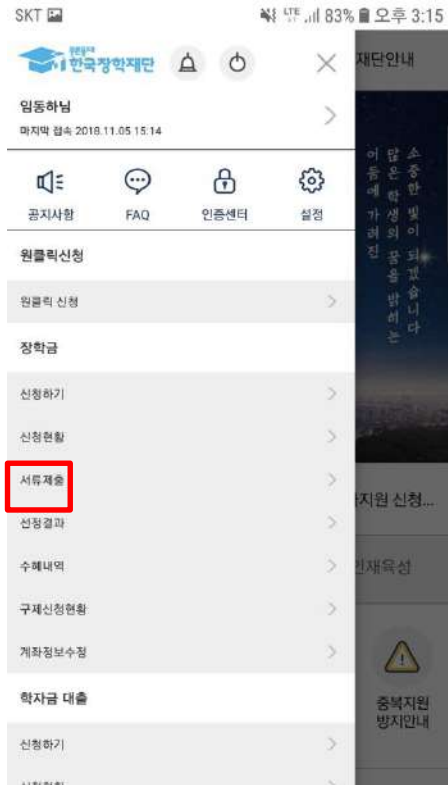 SKT LTE 83% 오후 3:15
한국장학재단
재단안내
임동하님
마지막 접속 2018.11.05 15:14
공지사항 FAQ 인증센터 설정
원클릭신청
원클릭 신청
장학금
신청하기
신청현황
서류제출
선정결과
수혜내역
구제신청현황
계좌정보수정
학자금 대출
신청하기
소중한 빛이 되겠습니다
많은 학생의 꿈을 밝히는
어둠에 가려진
지원 신청...
인재육성
중복지원
방지안내